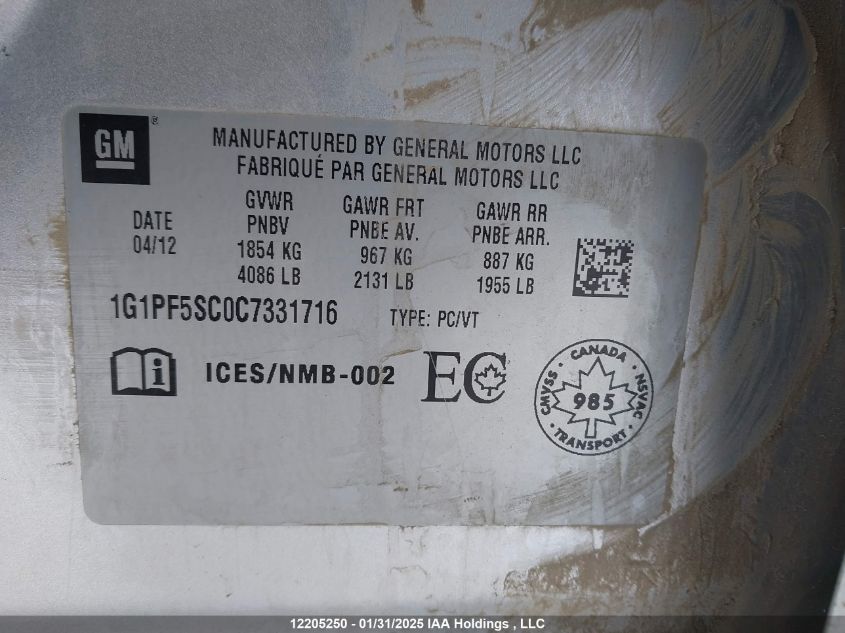 GM®
MANUFACTURED BY GENERAL MOTORS LLC
FABRIQUÉ PAR GENERAL MOTORS LLC
DATE
04/12
GVWR
PNBV
1854 KG
4086 LB
GAWR FRT
PNBE AV.
967 KG
2131 LB
GAWR RR
PNBE ARR.
887 KG
1955 LB
1G1PF5SC0C7331716
TYPE: PC/VT
i
ICES/NMB-002
EC
CANADA
CMVSS
NSVAC
985
TRANSPORT
12205250 - 01/31/2025 IAA Holdings , LLC